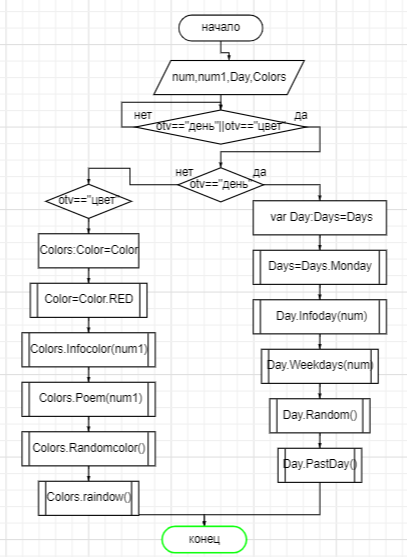 начало
num,num1,Day,Colors
нет
да
otv=="день"||otv=="цвет"
нет
да
otv=="день"
otv=="цвет
var Day:Days=Days
Colors:Color=Color
Days=Days.Monday
Color=Color.RED
Day.Infoday(num)
Colors.Infocolor(num1)
Day.Weekdays(num)
Colors.Poem(num1)
Day.Random()
Colors.Randomcolor()
Day.PastDay()
Colors.raindow()
конец